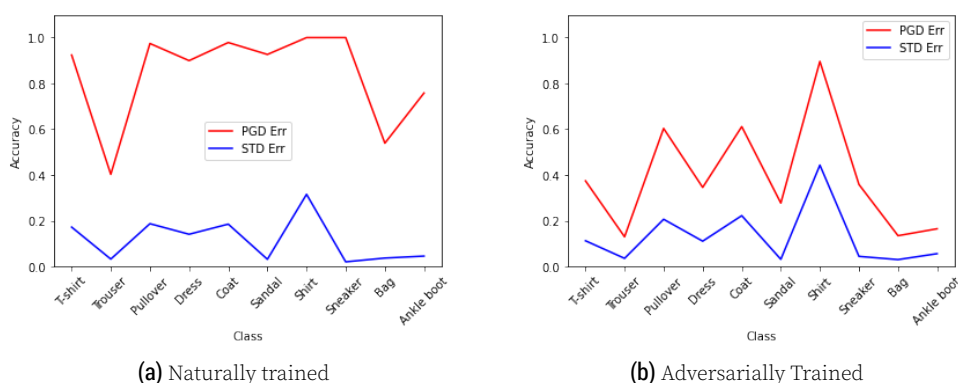 1.0
0.8
0.6
0.4
0.2
0.0
Accuracy
PGD Err
STD Err
T-shirt
Trouser
Pullover
Dress
Coat
Sandal
Shirt
Sneaker
Bag
Ankle boot
Class
(a) Naturally trained
1.0
0.8
0.6
0.4
0.2
0.0
Accuracy
PGD Err
STD Err
T-shirt
Trouser
Pullover
Dress
Coat
Sandal
Shirt
Sneaker
Bag
Ankle boot
Class
(b) Adversarially Trained